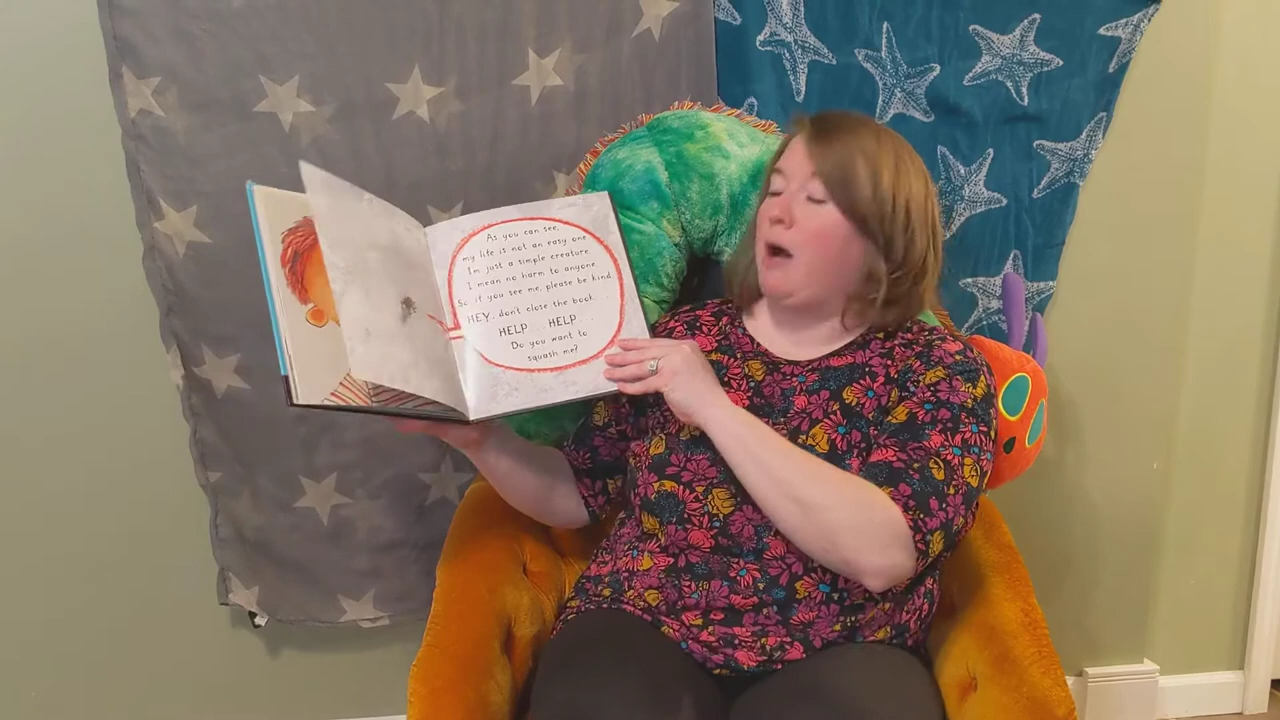 As you can see,
my life is not an easy one.
I'm just a simple creature,
I mean no harm to anyone.
So if you see me, please be kind.
HEY, don't close the book...
HELP... HELP...
Do you want to
squash me?